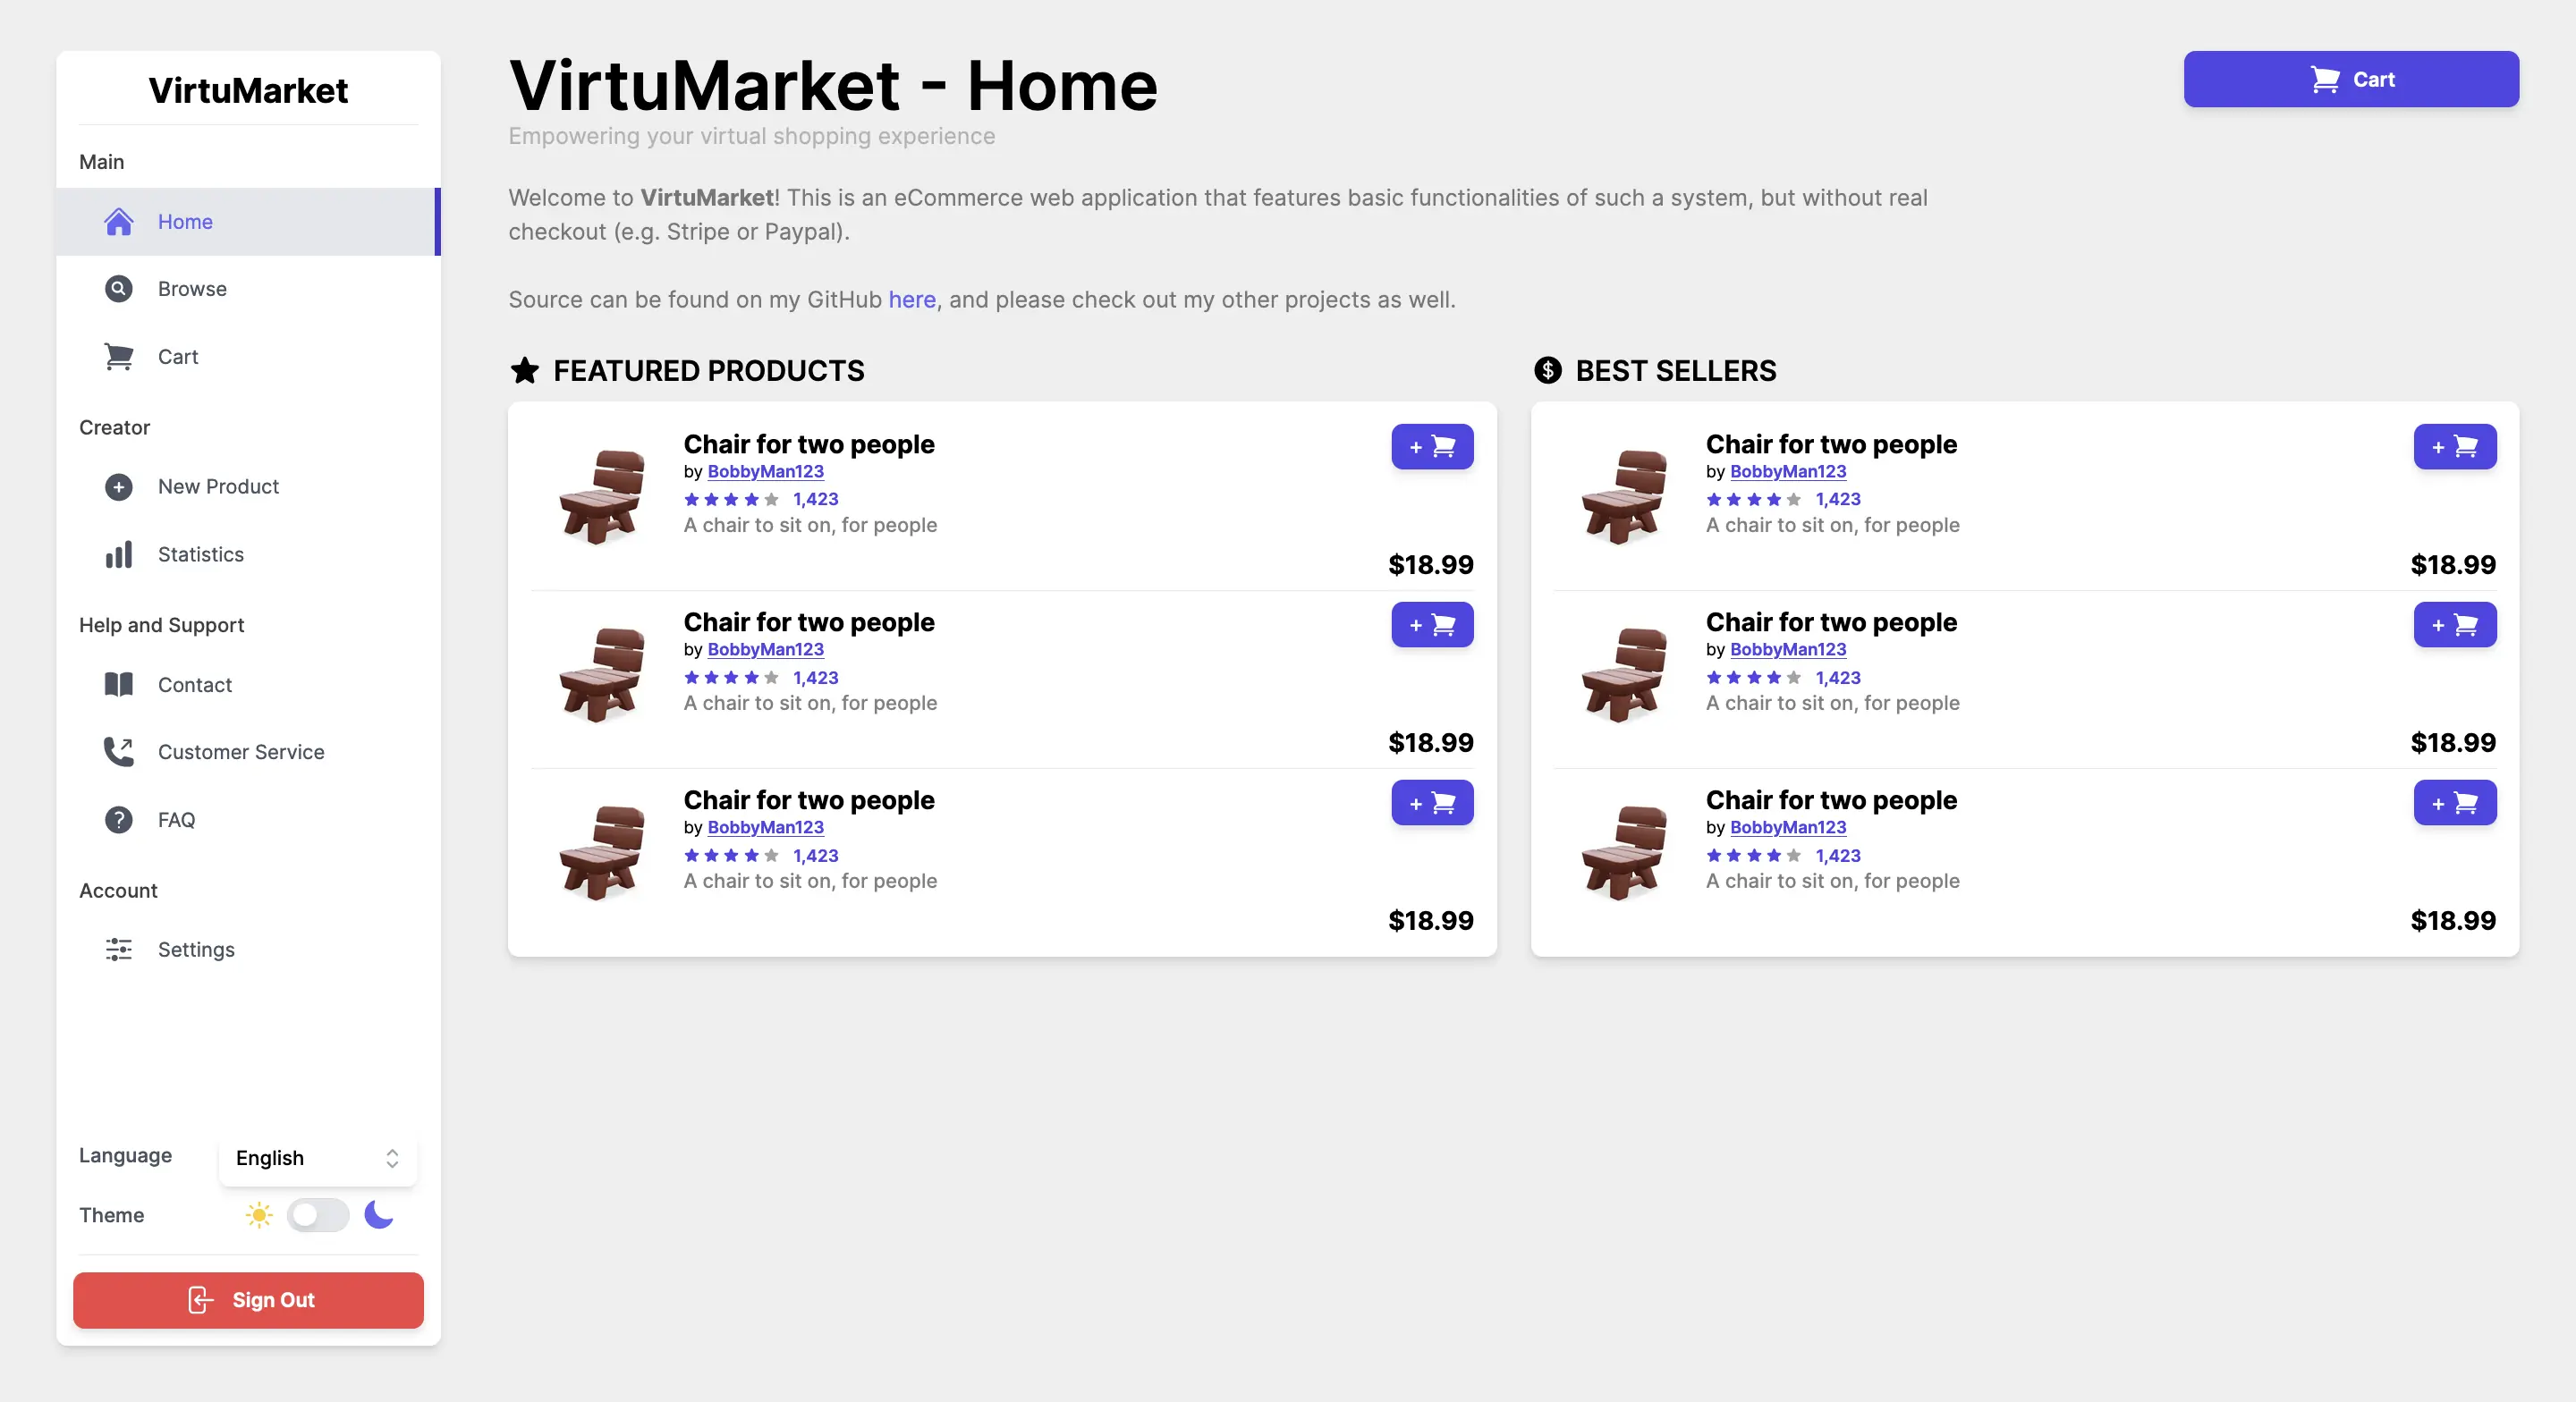 VirtuMarket
Main
Home
Browse
Cart
Creator
New Product
Statistics
Help and Support
Contact
Customer Service
FAQ
Account
Settings
Language
English
Theme
Sign Out
VirtuMarket - Home
Empowering your virtual shopping experience
Cart
Welcome to VirtuMarket! This is an eCommerce web application that features basic functionalities of such a system, but without real
checkout (e.g. Stripe or Paypal).
Source can be found on my GitHub here, and please check out my other projects as well.
FEATURED PRODUCTS
Chair for two people
+
by BobbyMan123
1,423
A chair to sit on, for people
$18.99
Chair for two people
+
by BobbyMan123
1,423
A chair to sit on, for people
$18.99
Chair for two people
+
by BobbyMan123
1,423
A chair to sit on, for people
$18.99
BEST SELLERS
Chair for two people
+
by BobbyMan123
1,423
A chair to sit on, for people
$18.99
Chair for two people
+
by BobbyMan123
1,423
A chair to sit on, for people
$18.99
Chair for two people
+
by BobbyMan123
1,423
A chair to sit on, for people
$18.99